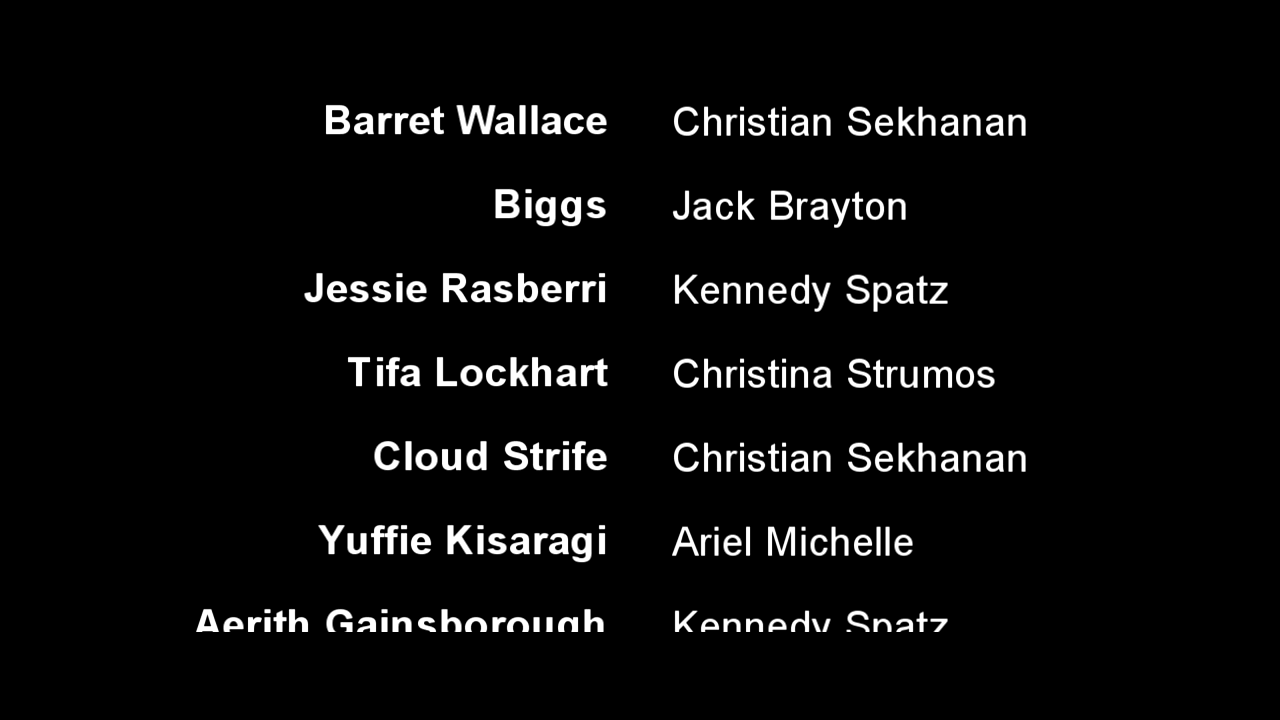 Barret Wallace Christian Sekhanan
Biggs Jack Brayton
Jessie Rasberri Kennedy Spatz
Tifa Lockhart Christina Strumos
Cloud Strife Christian Sekhanan
Yuffie Kisaragi Ariel Michelle
Aerith Gainsborough Kennedy Spatz